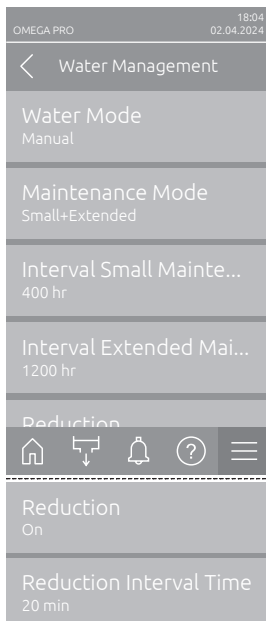 18:04
OMEGA PRO 02.04.2024
Water Management
Water Mode
Manual
Maintenance Mode
Small+Extended
Interval Small Mainte...
400 hr
Interval Extended Mai...
1200 hr
Reduction
?
Reduction
On
Reduction Interval Time
20 min